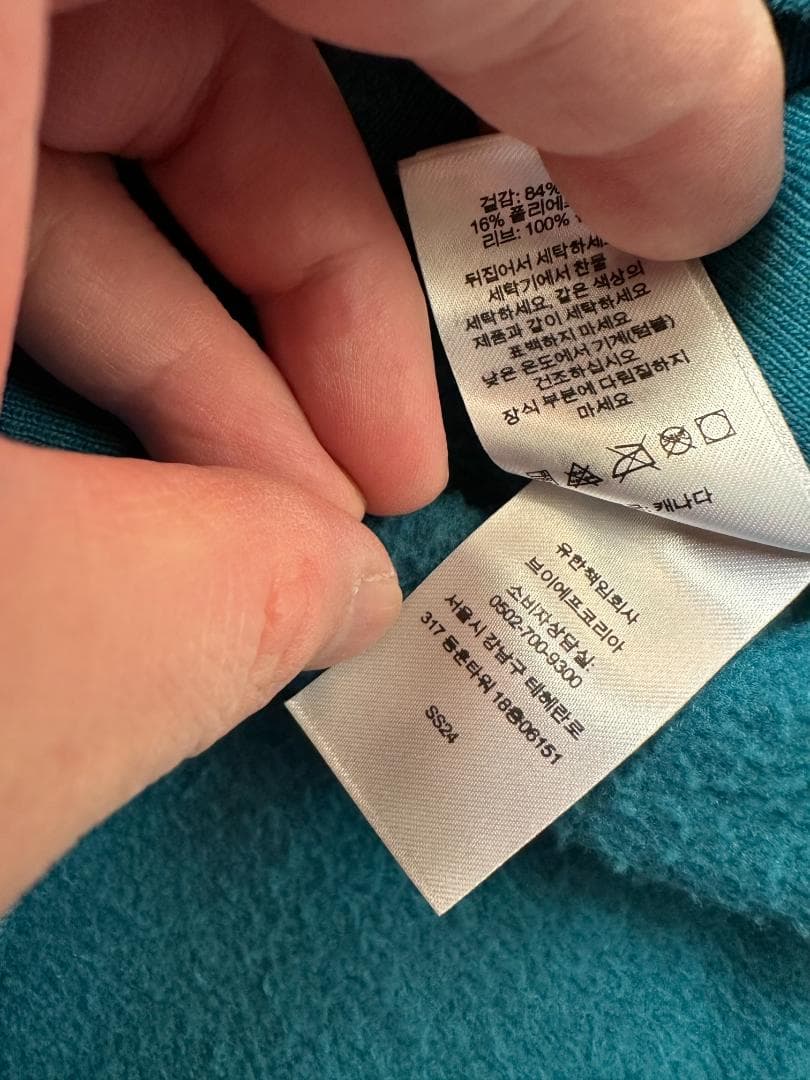 걸감: 84%
16% 폴리에스
리브: 100%
뒤집어서 세탁하세
세탁기에서 찬물
세탁하세요, 같은 색상의
제품과 같이 세탁하세요
표백하지 마세요
낮은 온도에서 기계(텀블)
건조하십시오
장식 부분에 다림질하지
마세요
캐나다
유한책임회사
브이에프코리아
소비자상담실:
0502-700-9300
서울시 강남구 테헤란로
317 동훈타워 18층06151
SS24